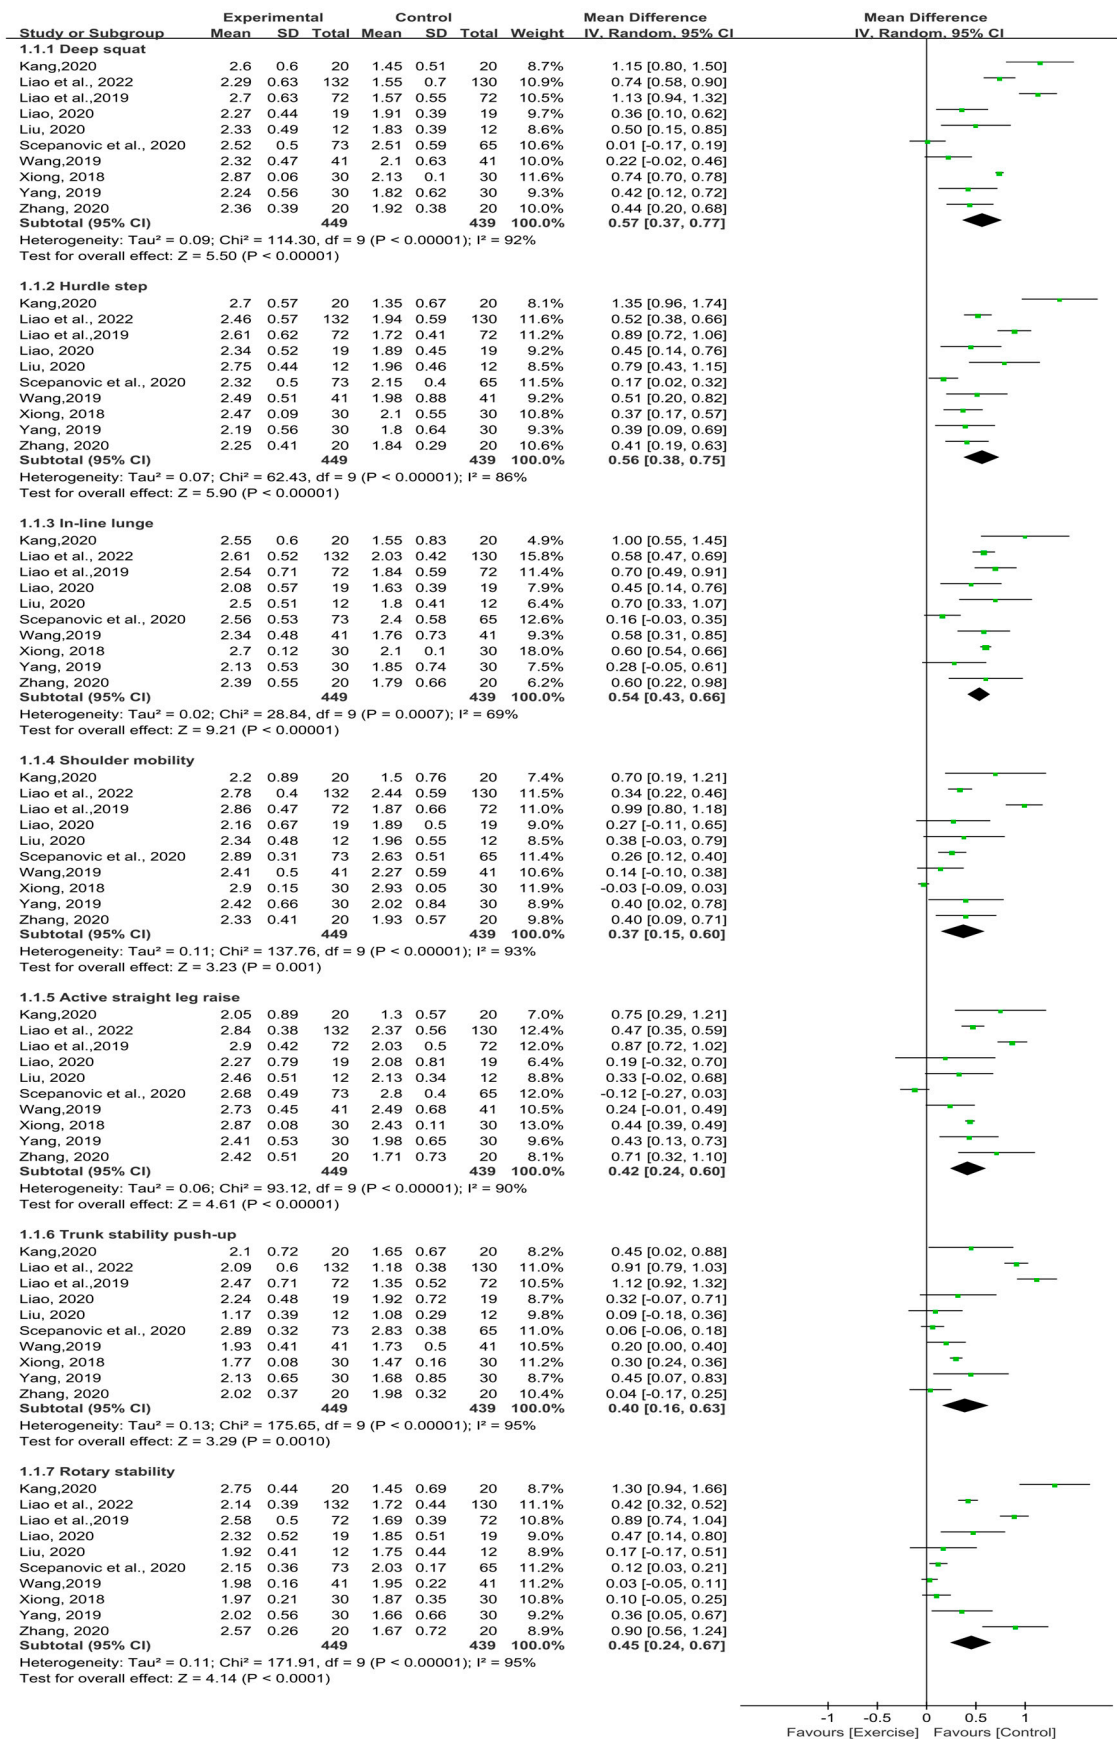 Experimental Control Mean Difference Mean Difference
Study or Subgroup Mean SD Total Mean SD Total Weight IV, Random, 95% CI IV, Random, 95% CI
1.1.1 Deep squat
Kang,2020 2.6 0.6 20 1.45 0.51 20 8.7% 1.15 [0.80, 1.50]
Liao et al., 2022 2.29 0.63 132 1.55 0.7 130 10.9% 0.74 [0.58, 0.90]
Liao et al.,2019 2.7 0.63 72 1.57 0.55 72 10.5% 1.13 [0.94, 1.32]
Liao, 2020 2.27 0.44 19 1.91 0.39 19 9.7% 0.36 [0.10, 0.62]
Liu, 2020 2.33 0.49 12 1.83 0.39 12 8.6% 0.50 [0.15, 0.85]
Scepanovic et al., 2020 2.52 0.5 73 2.51 0.59 65 10.6% 0.01 [-0.17, 0.19]
Wang,2019 2.32 0.47 41 2.1 0.63 41 10.0% 0.22 [-0.02, 0.46]
Xiong, 2018 2.87 0.06 30 2.13 0.1 30 11.6% 0.74 [0.70, 0.78]
Yang, 2019 2.24 0.56 30 1.82 0.62 30 9.3% 0.42 [0.12, 0.72]
Zhang, 2020 2.36 0.39 20 1.92 0.38 20 10.0% 0.44 [0.20, 0.68]
Subtotal (95% CI) 449 439 100.0% 0.57 [0.37, 0.77]
Heterogeneity: Tau² = 0.09; Chi² = 114.30, df = 9 (P < 0.00001); I² = 92%
Test for overall effect: Z = 5.50 (P < 0.00001)
1.1.2 Hurdle step
Kang,2020 2.7 0.57 20 1.35 0.67 20 8.1% 1.35 [0.96, 1.74]
Liao et al., 2022 2.46 0.57 132 1.94 0.59 130 11.6% 0.52 [0.38, 0.66]
Liao et al.,2019 2.61 0.62 72 1.72 0.41 72 11.2% 0.89 [0.72, 1.06]
Liao, 2020 2.34 0.52 19 1.89 0.45 19 9.2% 0.45 [0.14, 0.76]
Liu, 2020 2.75 0.44 12 1.96 0.46 12 8.5% 0.79 [0.43, 1.15]
Scepanovic et al., 2020 2.32 0.5 73 2.15 0.4 65 11.5% 0.17 [0.02, 0.32]
Wang,2019 2.49 0.51 41 1.98 0.88 41 9.2% 0.51 [0.20, 0.82]
Xiong, 2018 2.47 0.09 30 2.1 0.55 30 10.8% 0.37 [0.17, 0.57]
Yang, 2019 2.19 0.56 30 1.8 0.64 30 9.3% 0.39 [0.09, 0.69]
Zhang, 2020 2.25 0.41 20 1.84 0.29 20 10.6% 0.41 [0.19, 0.63]
Subtotal (95% CI) 449 439 100.0% 0.56 [0.38, 0.75]
Heterogeneity: Tau² = 0.07; Chi² = 62.43, df = 9 (P < 0.00001); I² = 86%
Test for overall effect: Z = 5.90 (P < 0.00001)
1.1.3 In-line lunge
Kang,2020 2.55 0.6 20 1.55 0.83 20 4.9% 1.00 [0.55, 1.45]
Liao et al., 2022 2.61 0.52 132 2.03 0.42 130 15.8% 0.58 [0.47, 0.69]
Liao et al.,2019 2.54 0.71 72 1.84 0.59 72 11.4% 0.70 [0.49, 0.91]
Liao, 2020 2.08 0.57 19 1.63 0.39 19 7.9% 0.45 [0.14, 0.76]
Liu, 2020 2.5 0.51 12 1.8 0.41 12 6.4% 0.70 [0.33, 1.07]
Scepanovic et al., 2020 2.56 0.53 73 2.4 0.58 65 12.6% 0.16 [-0.03, 0.35]
Wang,2019 2.34 0.48 41 1.76 0.73 41 9.3% 0.58 [0.31, 0.85]
Xiong, 2018 2.7 0.12 30 2.1 0.1 30 18.0% 0.60 [0.54, 0.66]
Yang, 2019 2.13 0.53 30 1.85 0.74 30 7.5% 0.28 [-0.05, 0.61]
Zhang, 2020 2.39 0.55 20 1.79 0.66 20 6.2% 0.60 [0.22, 0.98]
Subtotal (95% CI) 449 439 100.0% 0.54 [0.43, 0.66]
Heterogeneity: Tau² = 0.02; Chi² = 28.84, df = 9 (P = 0.0007); I² = 69%
Test for overall effect: Z = 9.21 (P < 0.00001)
1.1.4 Shoulder mobility
Kang,2020 2.2 0.89 20 1.5 0.76 20 7.4% 0.70 [0.19, 1.21]
Liao et al., 2022 2.78 0.4 132 2.44 0.59 130 11.5% 0.34 [0.22, 0.46]
Liao et al.,2019 2.86 0.47 72 1.87 0.66 72 11.0% 0.99 [0.80, 1.18]
Liao, 2020 2.16 0.67 19 1.89 0.5 19 9.0% 0.27 [-0.11, 0.65]
Liu, 2020 2.34 0.48 12 1.96 0.55 12 8.5% 0.38 [-0.03, 0.79]
Scepanovic et al., 2020 2.89 0.31 73 2.63 0.51 65 11.4% 0.26 [0.12, 0.40]
Wang,2019 2.41 0.5 41 2.27 0.59 41 10.6% 0.14 [-0.10, 0.38]
Xiong, 2018 2.9 0.15 30 2.93 0.05 30 11.9% -0.03 [-0.09, 0.03]
Yang, 2019 2.42 0.66 30 2.02 0.84 30 8.9% 0.40 [0.02, 0.78]
Zhang, 2020 2.33 0.41 20 1.93 0.57 20 9.8% 0.40 [0.09, 0.71]
Subtotal (95% CI) 449 439 100.0% 0.37 [0.15, 0.60]
Heterogeneity: Tau² = 0.11; Chi² = 137.76, df = 9 (P < 0.00001); I² = 93%
Test for overall effect: Z = 3.23 (P = 0.001)
1.1.5 Active straight leg raise
Kang,2020 2.05 0.89 20 1.3 0.57 20 7.0% 0.75 [0.29, 1.21]
Liao et al., 2022 2.84 0.38 132 2.37 0.56 130 12.4% 0.47 [0.35, 0.59]
Liao et al.,2019 2.9 0.42 72 2.03 0.5 72 12.0% 0.87 [0.72, 1.02]
Liao, 2020 2.27 0.79 19 2.08 0.81 19 6.4% 0.19 [-0.32, 0.70]
Liu, 2020 2.46 0.51 12 2.13 0.34 12 8.8% 0.33 [-0.02, 0.68]
Scepanovic et al., 2020 2.68 0.49 73 2.8 0.4 65 12.0% -0.12 [-0.27, 0.03]
Wang,2019 2.73 0.45 41 2.49 0.68 41 10.5% 0.24 [-0.01, 0.49]
Xiong, 2018 2.87 0.08 30 2.43 0.11 30 13.0% 0.44 [0.39, 0.49]
Yang, 2019 2.41 0.53 30 1.98 0.65 30 9.6% 0.43 [0.13, 0.73]
Zhang, 2020 2.42 0.51 20 1.71 0.73 20 8.1% 0.71 [0.32, 1.10]
Subtotal (95% CI) 449 439 100.0% 0.42 [0.24, 0.60]
Heterogeneity: Tau² = 0.06; Chi² = 93.12, df = 9 (P < 0.00001); I² = 90%
Test for overall effect: Z = 4.61 (P < 0.00001)
1.1.6 Trunk stability push-up
Kang,2020 2.1 0.72 20 1.65 0.67 20 8.2% 0.45 [0.02, 0.88]
Liao et al., 2022 2.09 0.6 132 1.18 0.38 130 11.0% 0.91 [0.79, 1.03]
Liao et al.,2019 2.47 0.71 72 1.35 0.52 72 10.5% 1.12 [0.92, 1.32]
Liao, 2020 2.24 0.48 19 1.92 0.72 19 8.5% 0.32 [-0.07, 0.71]
Liu, 2020 1.17 0.39 12 1.08 0.29 12 9.8% 0.09 [-0.18, 0.36]
Scepanovic et al., 2020 2.89 0.32 73 2.83 0.38 65 11.0% 0.06 [-0.06, 0.18]
Wang,2019 1.93 0.41 41 1.73 0.5 41 10.5% 0.20 [0.00, 0.40]
Xiong, 2018 1.77 0.08 30 1.47 0.16 30 11.2% 0.30 [0.24, 0.36]
Yang, 2019 2.13 0.65 30 1.68 0.85 30 8.7% 0.45 [0.07, 0.83]
Zhang, 2020 2.02 0.37 20 1.98 0.32 20 10.4% 0.04 [-0.17, 0.25]
Subtotal (95% CI) 449 439 100.0% 0.40 [0.16, 0.63]
Heterogeneity: Tau² = 0.13; Chi² = 175.65, df = 9 (P < 0.00001); I² = 95%
Test for overall effect: Z = 3.29 (P = 0.0010)
1.1.7 Rotary stability
Kang,2020 2.75 0.44 20 1.45 0.69 20 8.7% 1.30 [0.94, 1.66]
Liao et al., 2022 2.14 0.39 132 1.72 0.44 130 11.1% 0.42 [0.32, 0.52]
Liao et al.,2019 2.58 0.5 72 1.69 0.39 72 10.8% 0.89 [0.74, 1.04]
Liao, 2020 2.32 0.52 19 1.85 0.51 19 9.0% 0.47 [0.14, 0.80]
Liu, 2020 1.92 0.41 12 1.75 0.44 12 8.9% 0.17 [-0.17, 0.51]
Scepanovic et al., 2020 2.15 0.36 73 2.03 0.17 65 11.2% 0.12 [0.03, 0.21]
Wang,2019 1.98 0.16 41 1.95 0.22 41 11.2% 0.03 [-0.05, 0.11]
Xiong, 2018 1.97 0.21 30 1.87 0.35 30 10.8% 0.10 [-0.05, 0.25]
Yang, 2019 2.02 0.56 30 1.66 0.66 30 9.2% 0.36 [0.05, 0.67]
Zhang, 2020 2.57 0.26 20 1.67 0.72 20 8.9% 0.90 [0.56, 1.24]
Subtotal (95% CI) 449 439 100.0% 0.45 [0.24, 0.67]
Heterogeneity: Tau² = 0.11; Chi² = 171.91, df = 9 (P < 0.00001); I² = 95%
Test for overall effect: Z = 4.14 (P < 0.0001)
-1 -0.5 0 0.5 1
Favours [Exercise] Favours [Control]